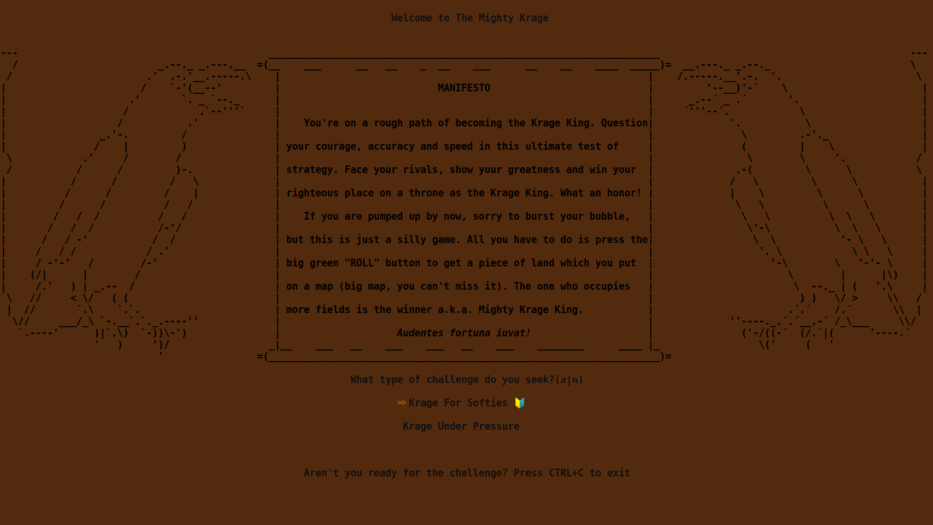 Welcome to The Mighty Krage
MANIFESTO
You're on a rough path of becoming the Krage King. Question
your courage, accuracy and speed in this ultimate test of
strategy. Face your rivals, show your greatness and win your
righteous place on a throne as the Krage King. What an honor!
If you are pumped up by now, sorry to burst your bubble,
but this is just a silly game. All you have to do is press the
big green "ROLL" button to get a piece of land which you put
on a map (big map, you can't miss it). The one who occupies
more fields is the winner a.k.a. Mighty Krage King.
Audentes fortuna iuvat!
What type of challenge do you seek?(⇵|⇆)
Krage For Softies
Krage Under Pressure
Aren't you ready for the challenge? Press CTRL+C to exit